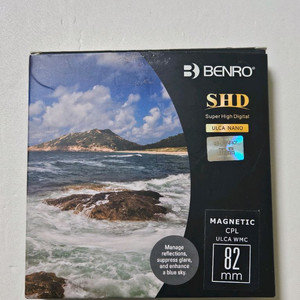 BENRO®
SHD
Super High Digital
ULCA NANO
MAGNETIC
CPL
ULCA WMC
82
mm
Manage
reflections,
suppress glare,
and enhance
a blue sky.